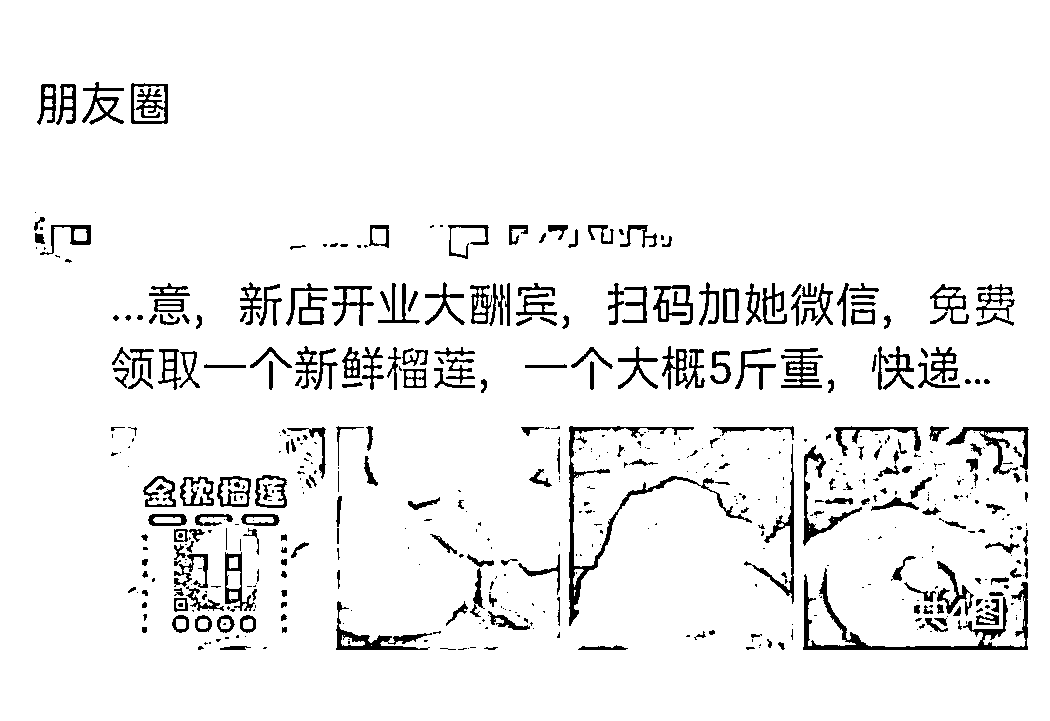 朋友圈
...意，新店开业大酬宾，扫码加她微信，免费
领取一个新鲜榴莲，一个大概5斤重，快递...
金枕榴莲
共4图